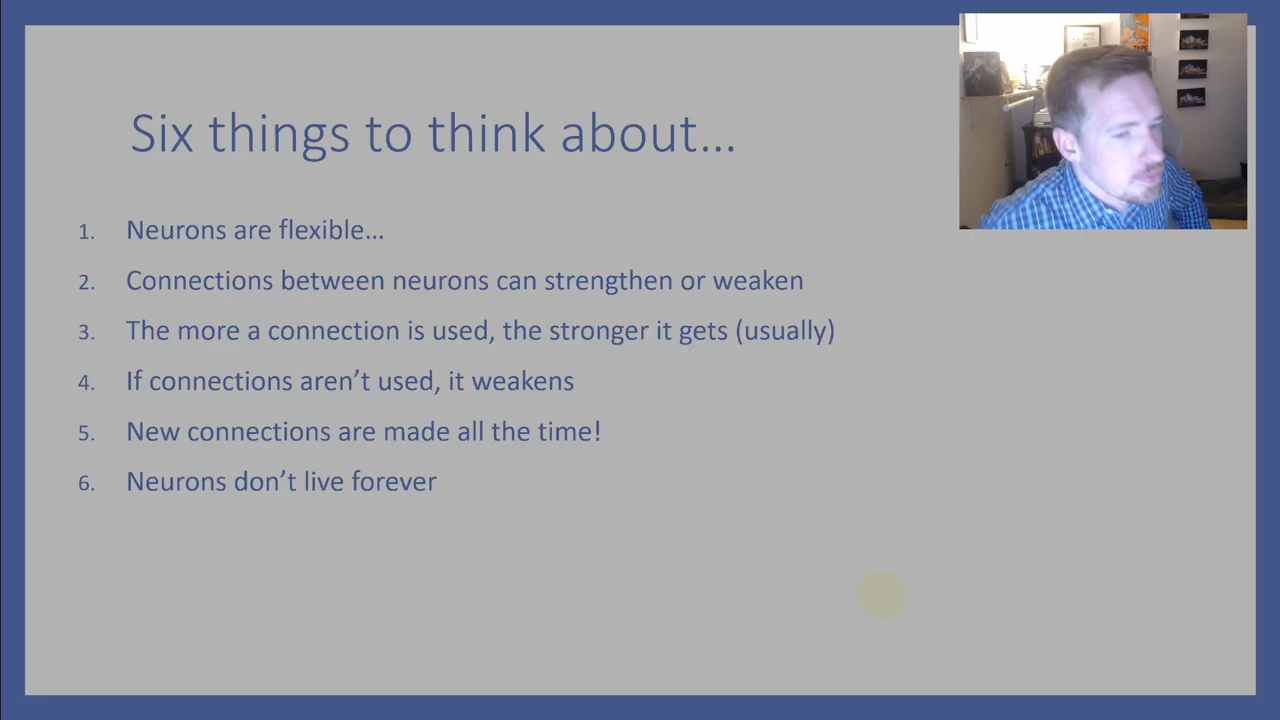 Six things to think about...
1. Neurons are flexible...
2. Connections between neurons can strengthen or weaken
3. The more a connection is used, the stronger it gets (usually)
4. If connections aren’t used, it weakens
5. New connections are made all the time!
6. Neurons don’t live forever